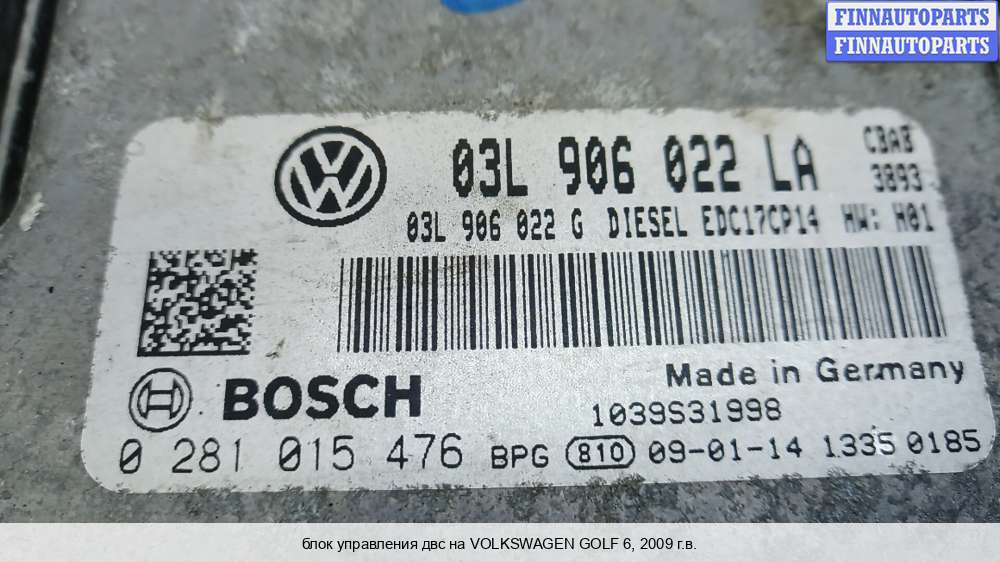 FINNAUTOPARTS
FINNAUTOPARTS
03L 906 022 LA
CBAB
3893
03L 906 022 G DIESEL EDC17CP14 HW: H01
Made in Germany
BOSCH
1039S31998
0 281 015 476 BPG 810 09-01-14 1335 0185
блок управления двс на VOLKSWAGEN GOLF 6, 2009 г.в.